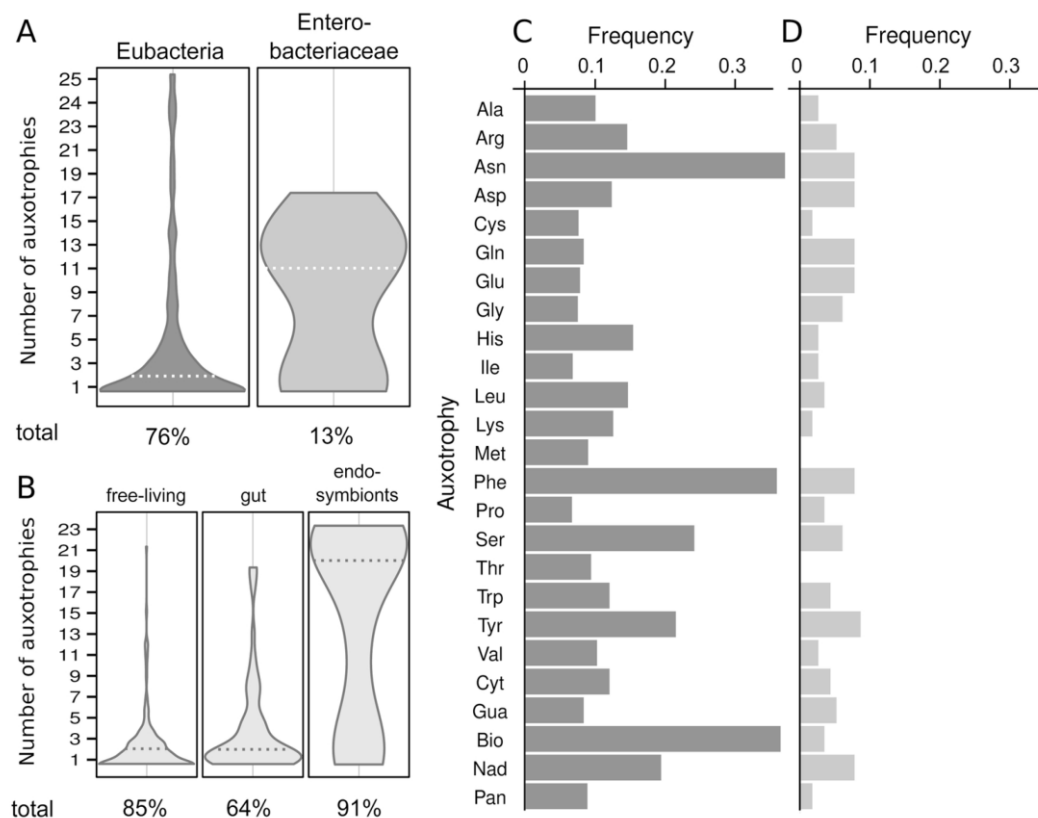 A
Eubacteria
Entero-
bacteriaceae
Number of auxotrophies
25
24
23
21
19
17
15
13
11
9
7
5
3
1
total
76%
13%
B
free-living
gut
endo-
symbionts
Number of auxotrophies
23
21
19
17
15
13
11
9
7
5
3
1
total
85%
64%
91%
C
Frequency
0
0.1
0.2
0.3
D
Frequency
0
0.1
0.2
0.3
Auxotrophy
Ala
Arg
Asn
Asp
Cys
Gln
Glu
Gly
His
Ile
Leu
Lys
Met
Phe
Pro
Ser
Thr
Trp
Tyr
Val
Cyt
Gua
Bio
Nad
Pan